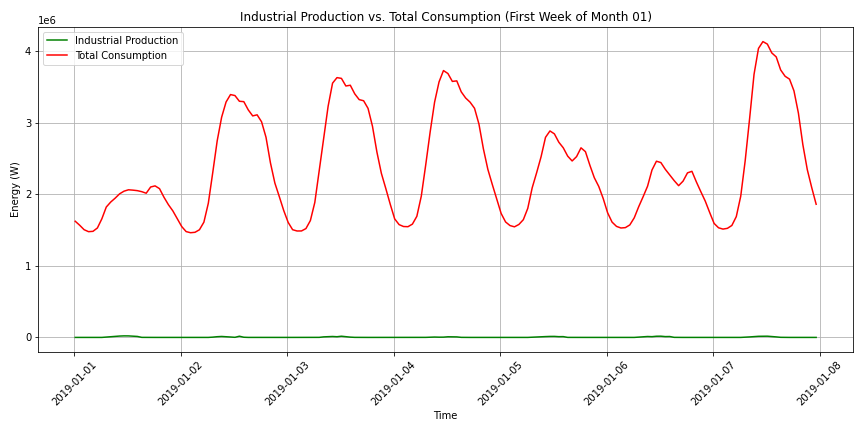 Industrial Production vs. Total Consumption (First Week of Month 01)
1e6
Industrial Production
Total Consumption
4
3
2
1
0
Energy (W)
2019-01-01
2019-01-02
2019-01-03
2019-01-04
2019-01-05
2019-01-06
2019-01-07
2019-01-08
Time